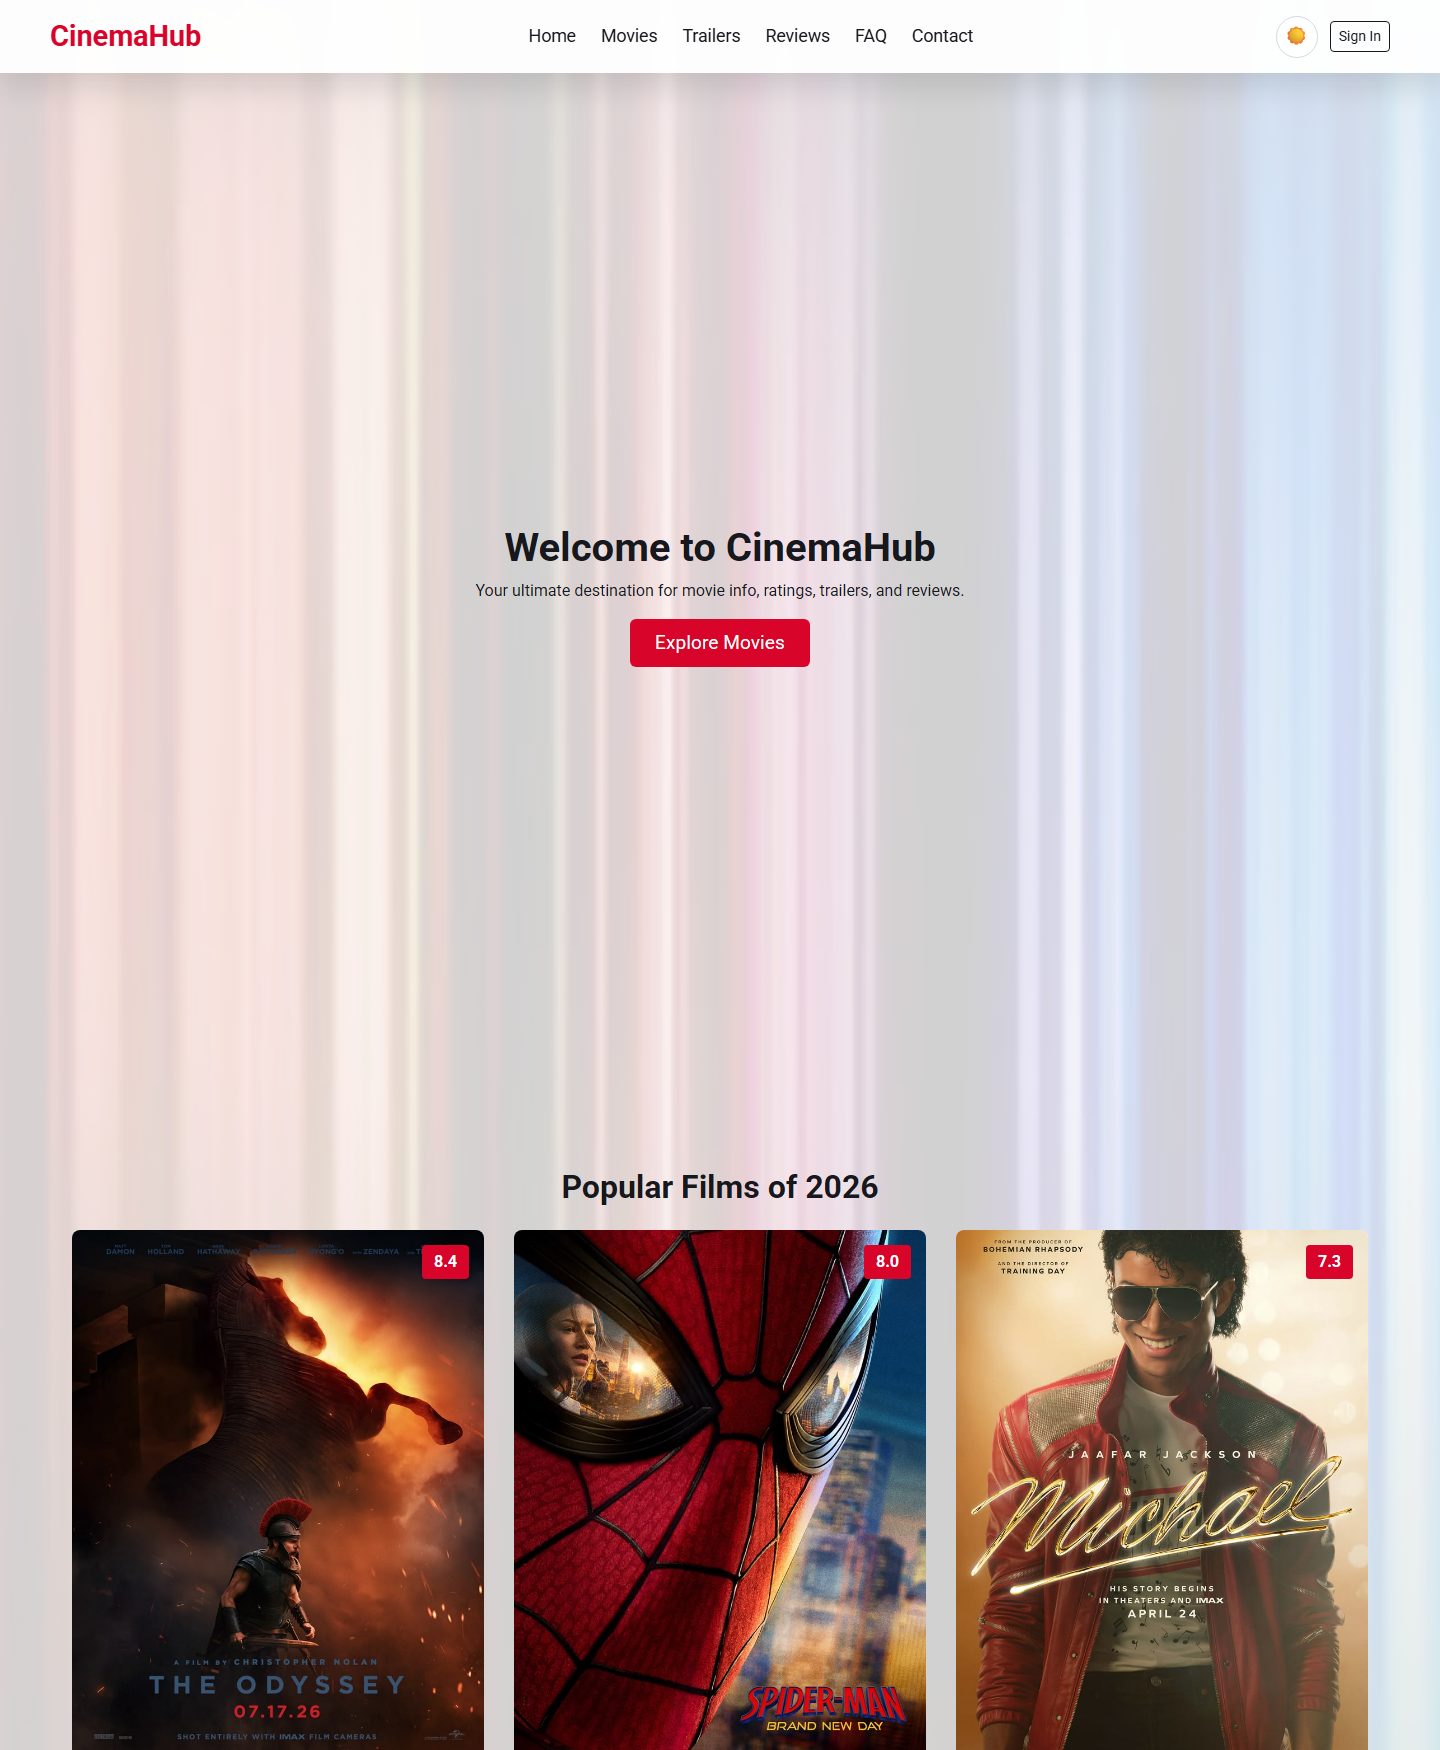 CinemaHub
Home Movies Trailers Reviews FAQ Contact
Sign In
Welcome to CinemaHub
Your ultimate destination for movie info, ratings, trailers, and reviews.
Explore Movies
Popular Films of 2026
DAMON HOLLAND HATHAWAY ZENDAYA
8.4
A FILM BY CHRISTOPHER NOLAN
THE ODYSSEY
07.17.26
SHOT ENTIRELY WITH IMAX FILM CAMERAS
8.0
SPIDER-MAN
BRAND NEW DAY
FROM THE PRODUCER OF
BOHEMIAN RHAPSODY
AND THE DIRECTOR OF
TRAINING DAY
7.3
JAAFAR JACKSON
Michael
HIS STORY BEGINS
IN THEATERS AND IMAX
APRIL 24